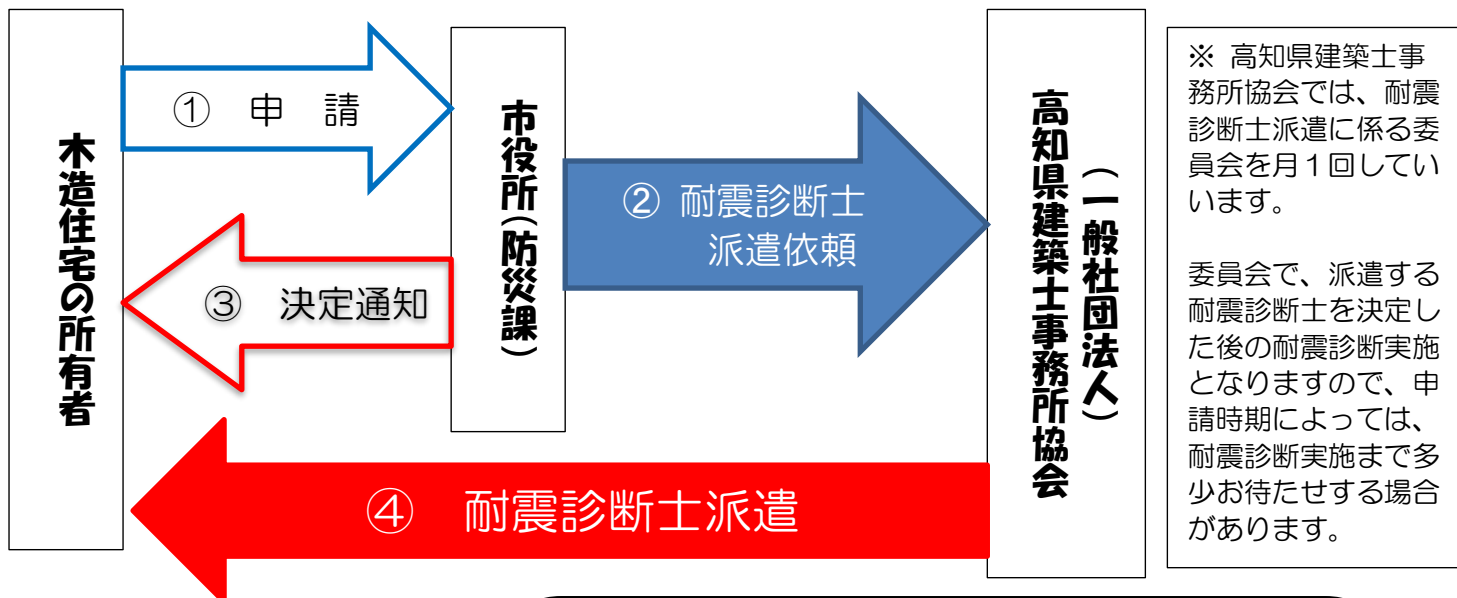 木造住宅の所有者
① 申 請
市役所(防災課)
② 耐震診断士
派遣依頼
③ 決定通知
④ 耐震診断士派遣
(一般社団法人)
高知県建築士事務所協会
※ 高知県建築士事
務所協会では、耐震
診断士派遣に係る委
員会を月１回してい
います。
委員会で、派遣する
耐震診断士を決定し
た後の耐震診断実施
となりますので、申
請時期によっては、
耐震診断実施まで多
少お待たせする場合
があります。